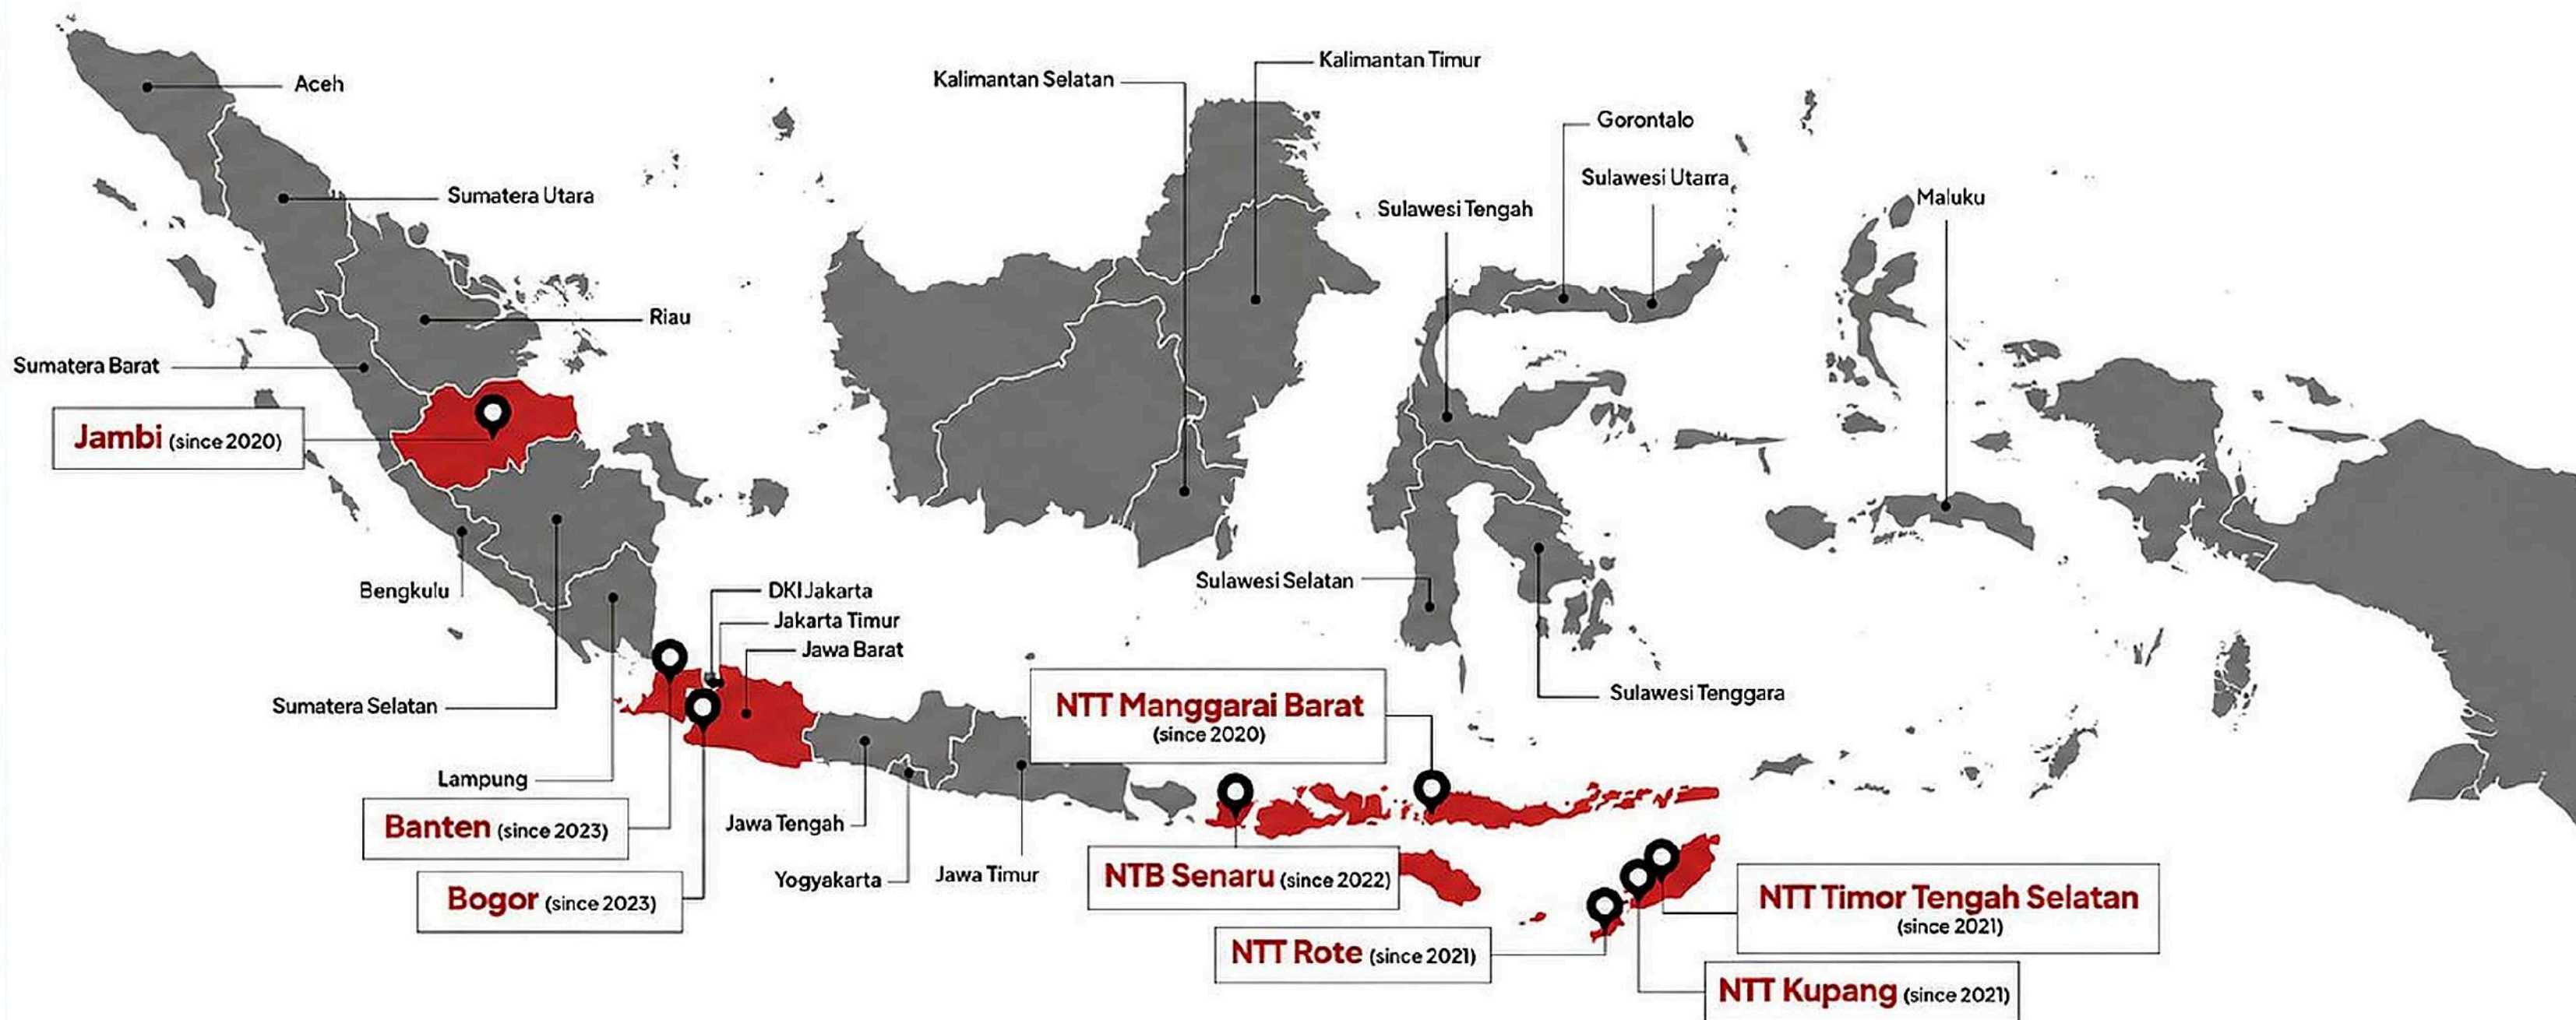 Aceh
Kalimantan Selatan
Kalimantan Timur
Gorontalo
Sulawesi Utarra
Sulawesi Tengah
Maluku
Sumatera Utara
Riau
Sumatera Barat
Jambi (since 2020)
Bengkulu
DKI Jakarta
Jakarta Timur
Jawa Barat
Sulawesi Selatan
Sulawesi Tenggara
Sumatera Selatan
NTT Manggarai Barat
(since 2020)
Lampung
Banten (since 2023)
Jawa Tengah
Yogyakarta
Jawa Timur
NTB Senaru (since 2022)
Bogor (since 2023)
NTT Timor Tengah Selatan
(since 2021)
NTT Rote (since 2021)
NTT Kupang (since 2021)